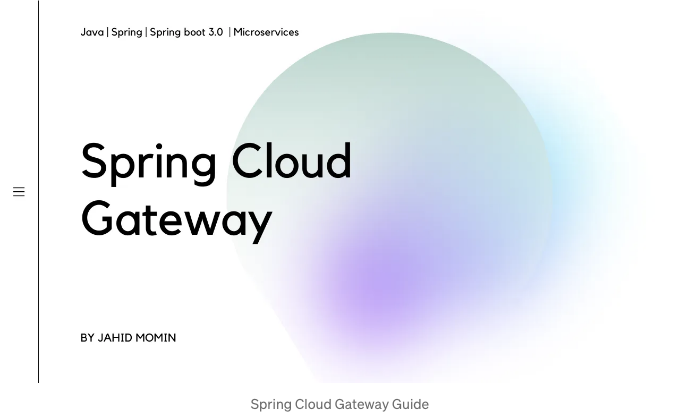 Java | Spring | Spring boot 3.0 | Microservices
Spring Cloud
Gateway
BY JAHID MOMIN
Spring Cloud Gateway Guide